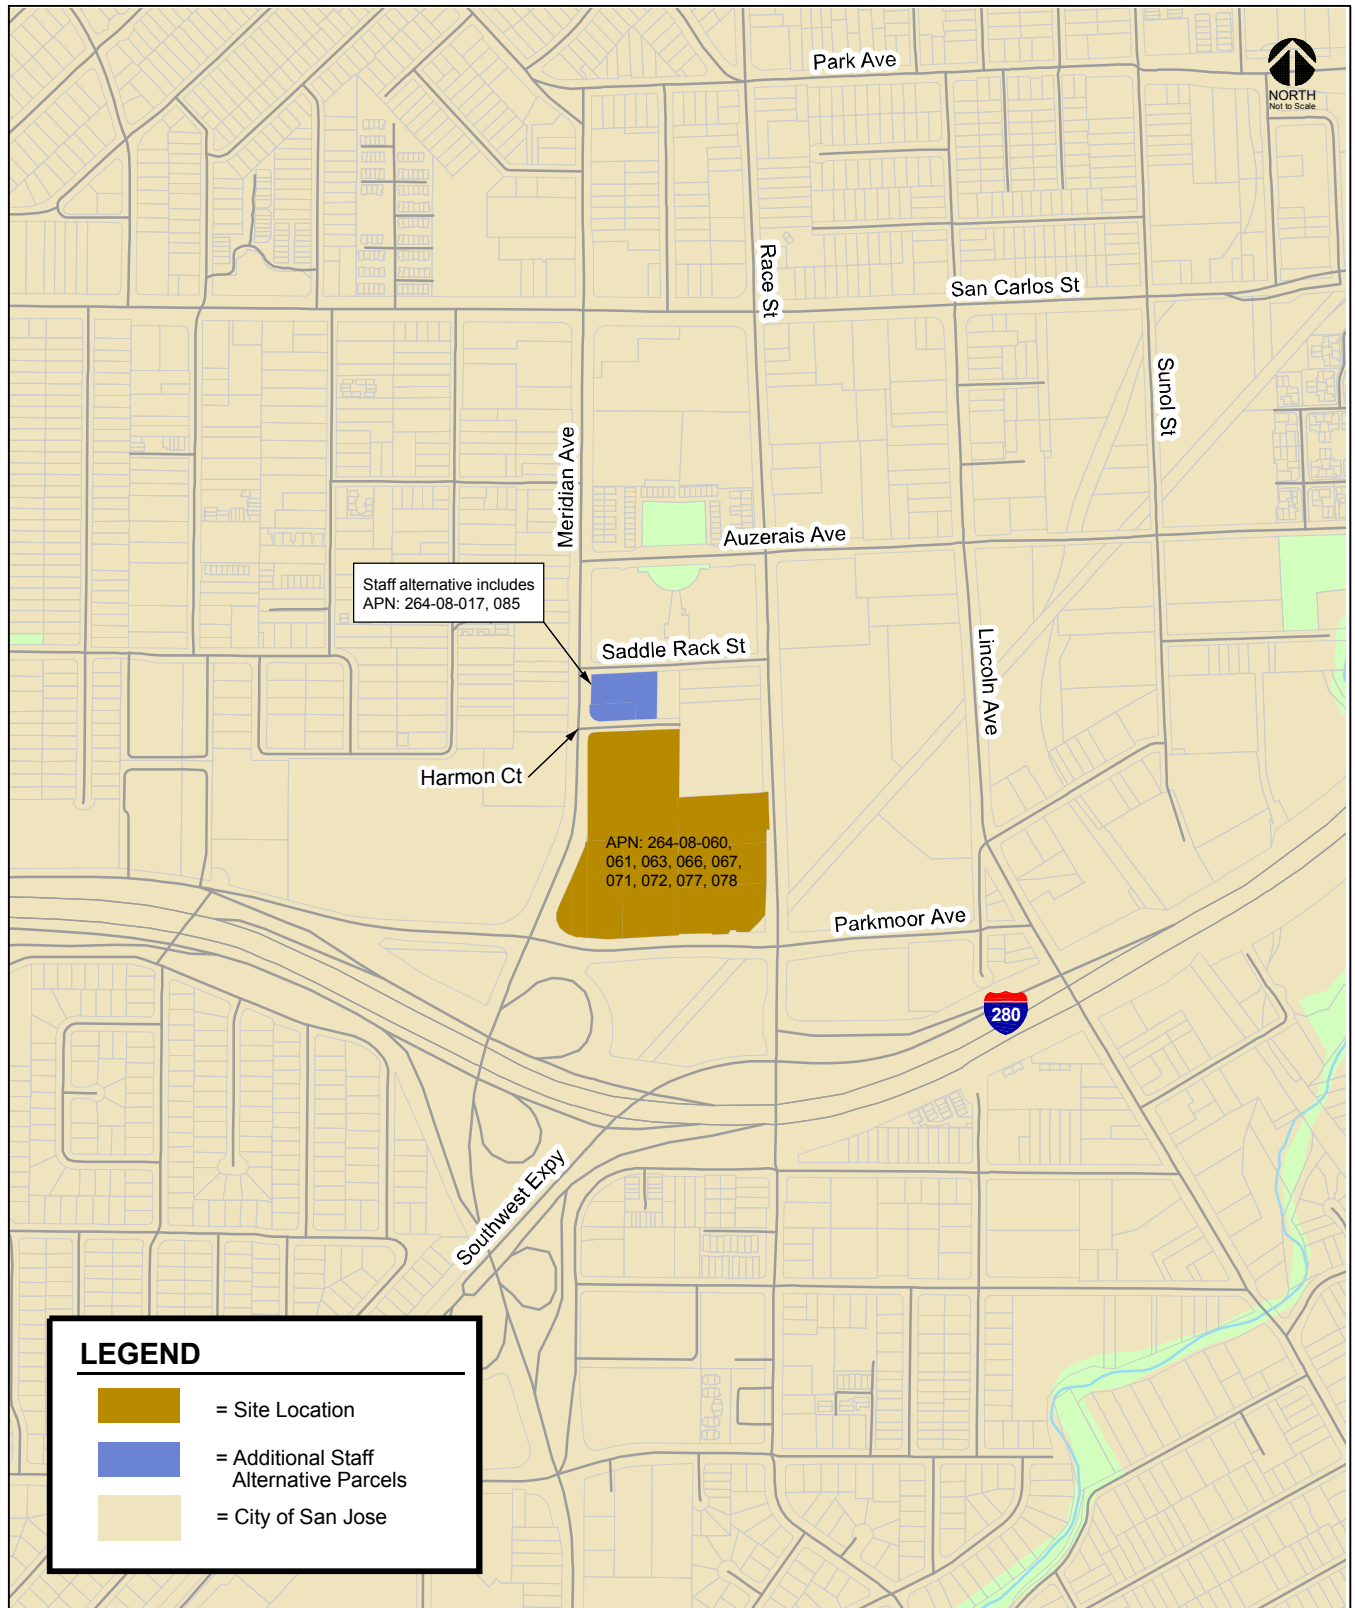 Park Ave
NORTH
Not to Scale
Race St
San Carlos St
Sunol St
Meridian Ave
Auzerais Ave
Staff alternative includes
APN: 264-08-017, 085
Saddle Rack St
Lincoln Ave
Harmon Ct
APN: 264-08-060,
061, 063, 066, 067,
071, 072, 077, 078
Parkmoor Ave
280
Southwest Expy
LEGEND
= Site Location
= Additional Staff
Alternative Parcels
= City of San Jose